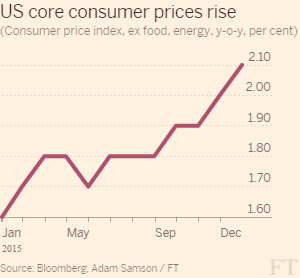 US core consumer prices rise
(Consumer price index, ex food, energy, y-o-y, per cent)
2.10
2.00
1.90
1.80
1.70
1.60
Jan May Sep Dec
2015
Source: Bloomberg. Adam Samson / FT
FT